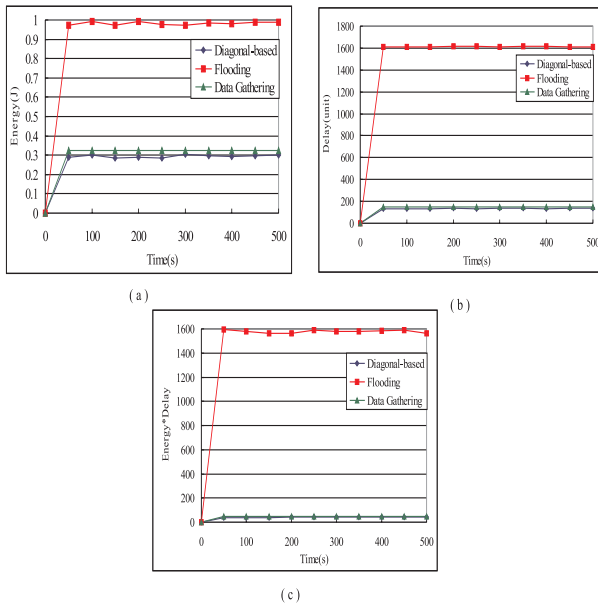 1
0.9
0.8
0.7
0.6
0.5
0.4
0.3
0.2
0.1
0
Energy(J)
Diagonal-based
Flooding
Data Gathering
0 100 200 300 400 500
Time(s)
(a)
1800
1600
1400
1200
1000
800
600
400
200
0
Delay(unit)
Diagonal-based
Flooding
Data Gathering
0 100 200 300 400 500
Time(s)
(b)
1600
1400
1200
1000
800
600
400
200
0
Energy*Delay
Diagonal-based
Flooding
Data Gathering
0 100 200 300 400 500
Time(s)
(c)